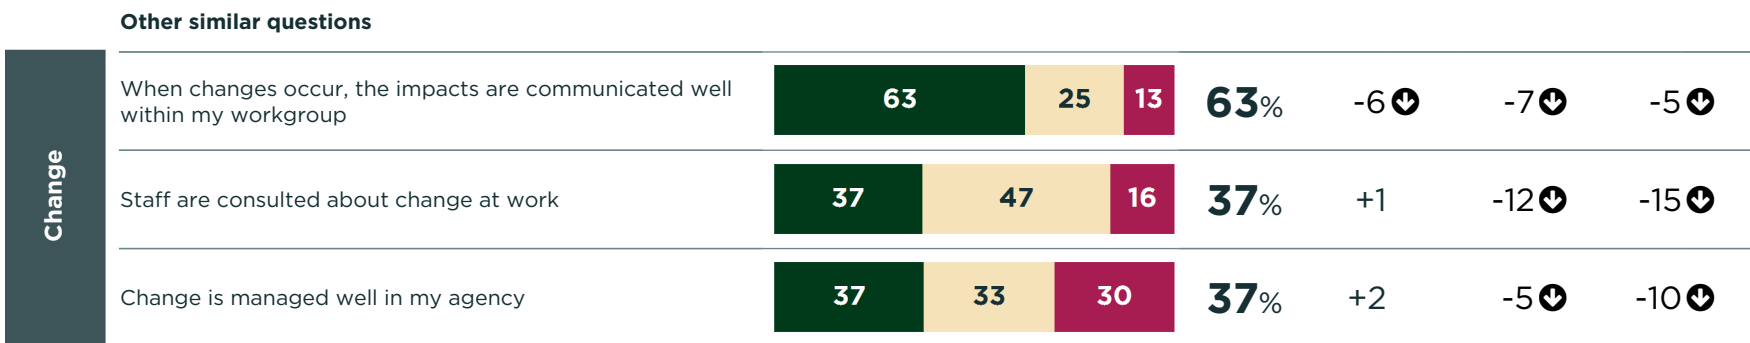 Other similar questions
Change
When changes occur, the impacts are communicated well
within my workgroup
63 25 13 63% -6 -7 -5
Staff are consulted about change at work 37 47 16 37% +1 -12 -15
Change is managed well in my agency 37 33 30 37% +2 -5 -10